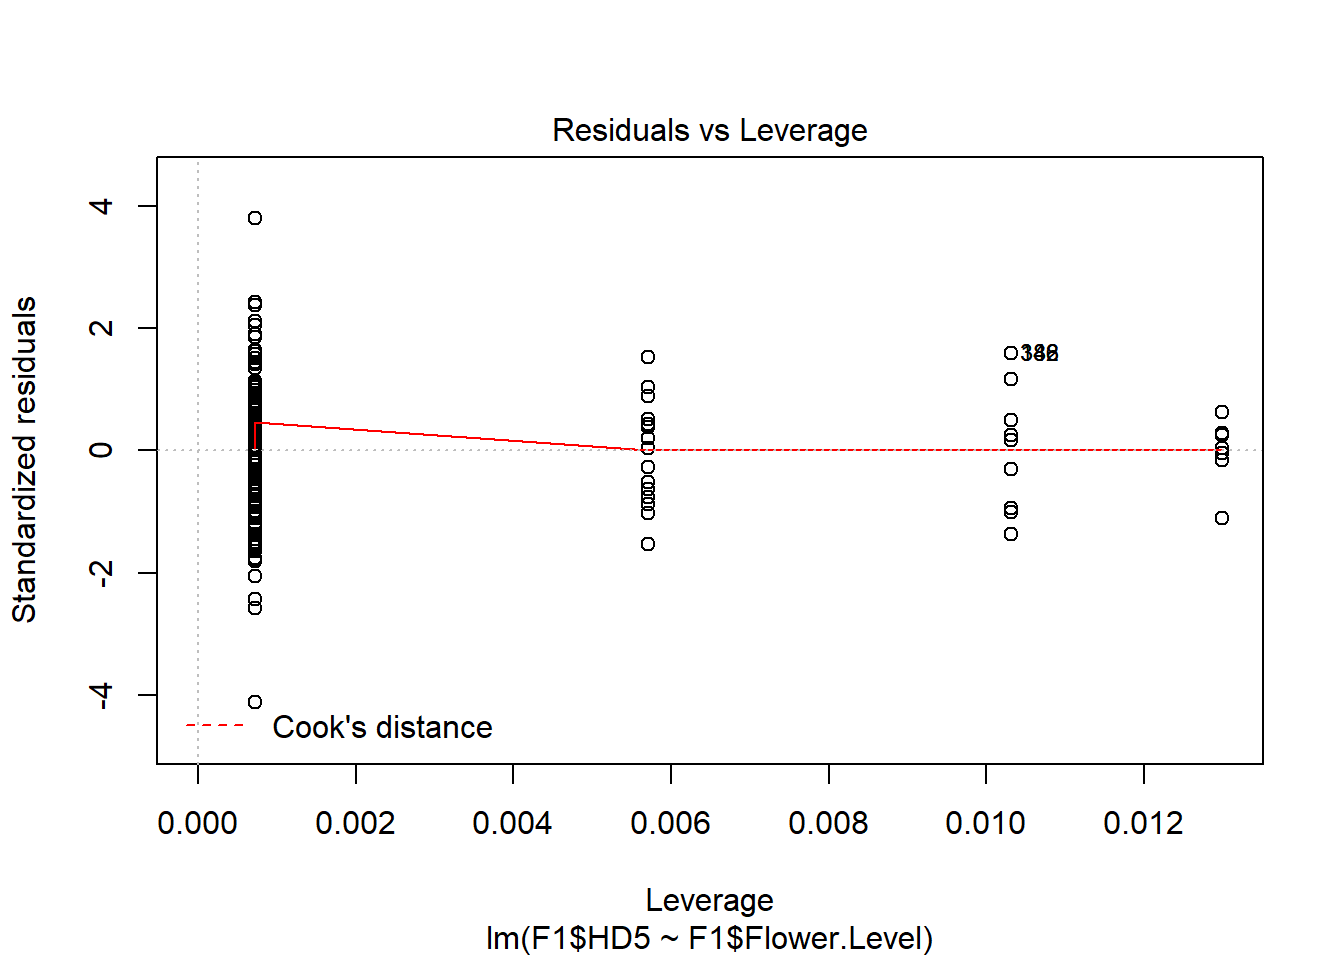 Residuals vs Leverage
Standardized residuals
4
2
0
-2
-4
Cook's distance
0.000 0.002 0.004 0.006 0.008 0.010 0.012
Leverage
lm(F1$HD5 ~ F1$Flower.Level)